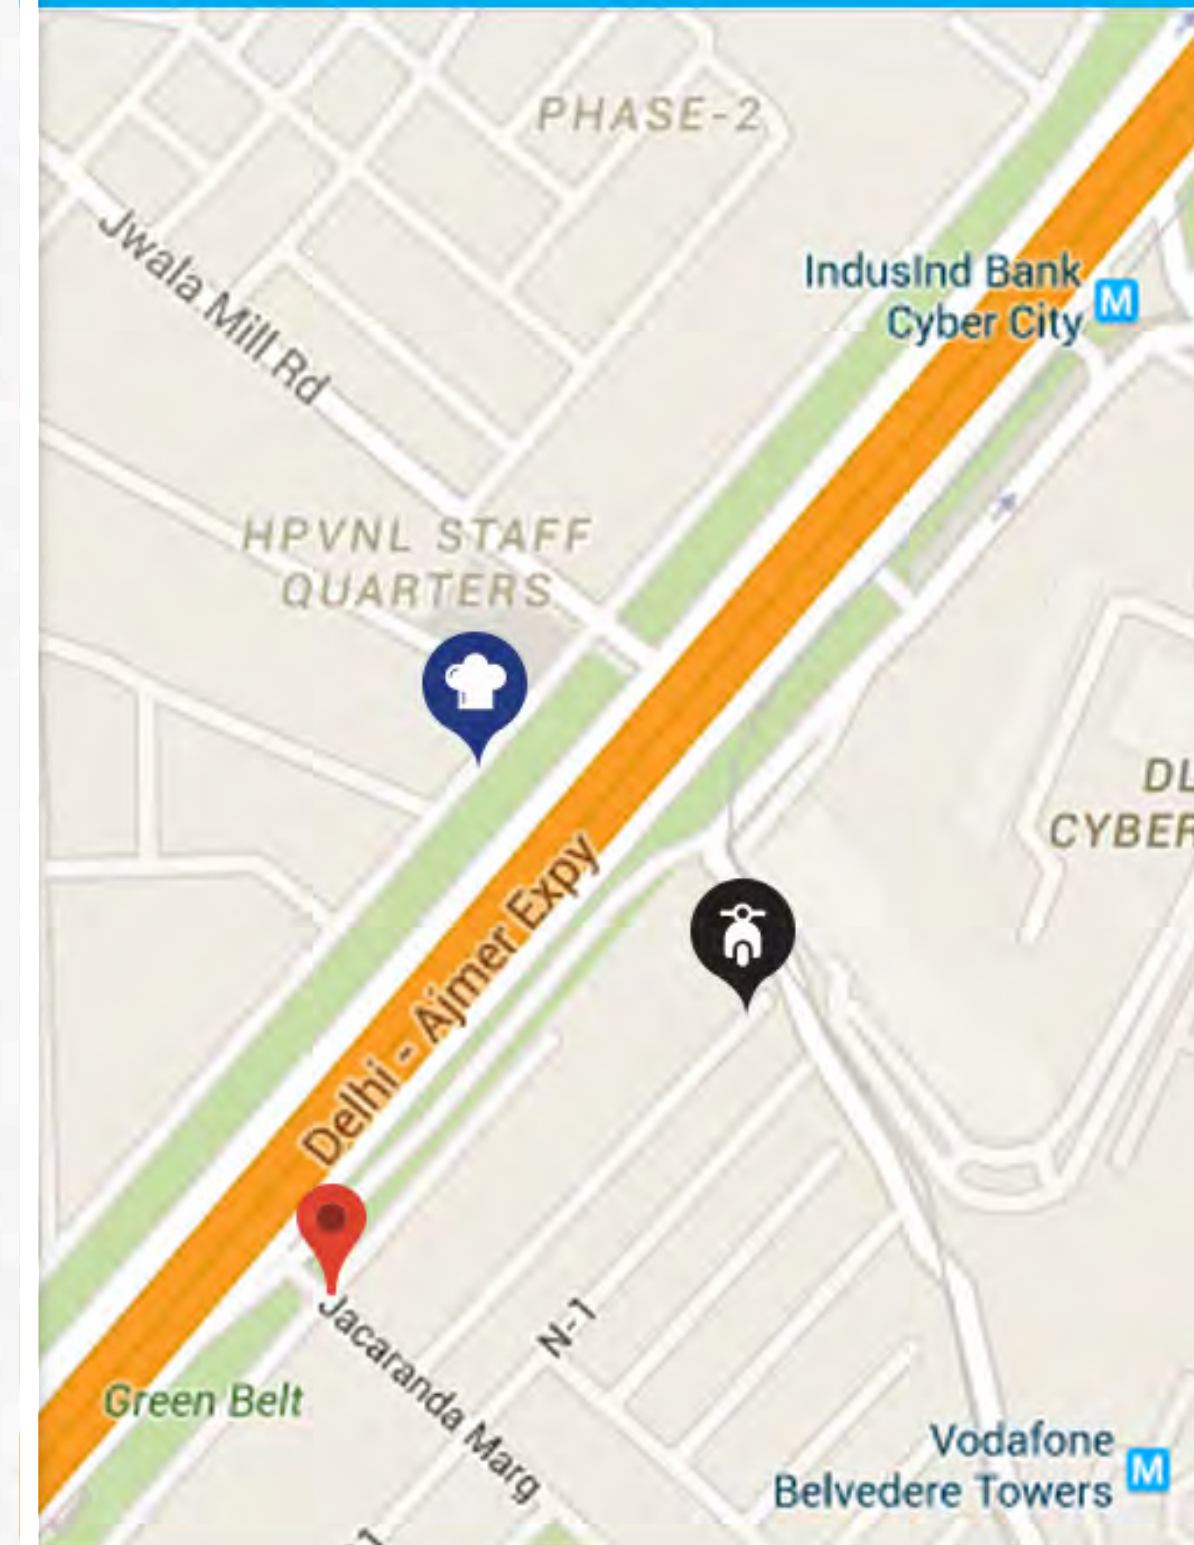 PHASE-2
Jwala Mill Rd
IndusInd Bank
Cyber City
M
HPVNL STAFF
QUARTERS
DL
CYBER
Delhi - Ajmer Expy
Jacaranda Marg
N-1
Green Belt
Vodafone
Belvedere Towers
M